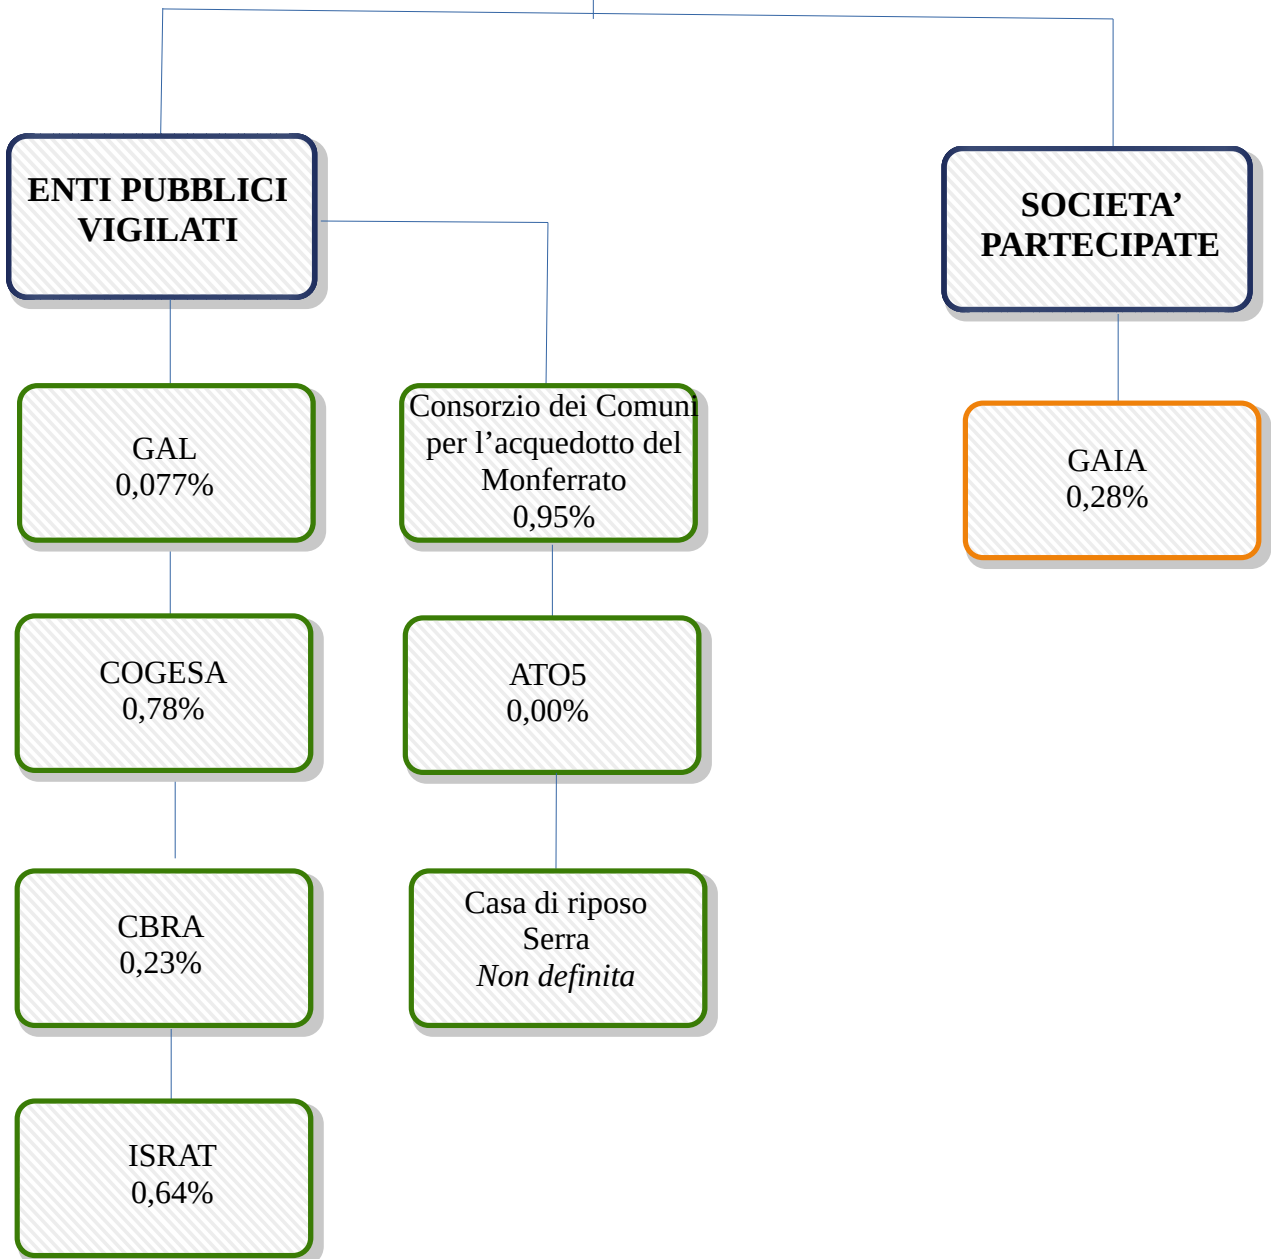 ENTI PUBBLICI
VIGILATI
SOCIETA’
PARTECIPATE
GAL
0,077%
Consorzio dei Comuni
per l’acquedotto del
Monferrato
0,95%
GAIA
0,28%
COGESA
0,78%
ATO5
0,00%
CBRA
0,23%
Casa di riposo
Serra
Non definita
ISRAT
0,64%